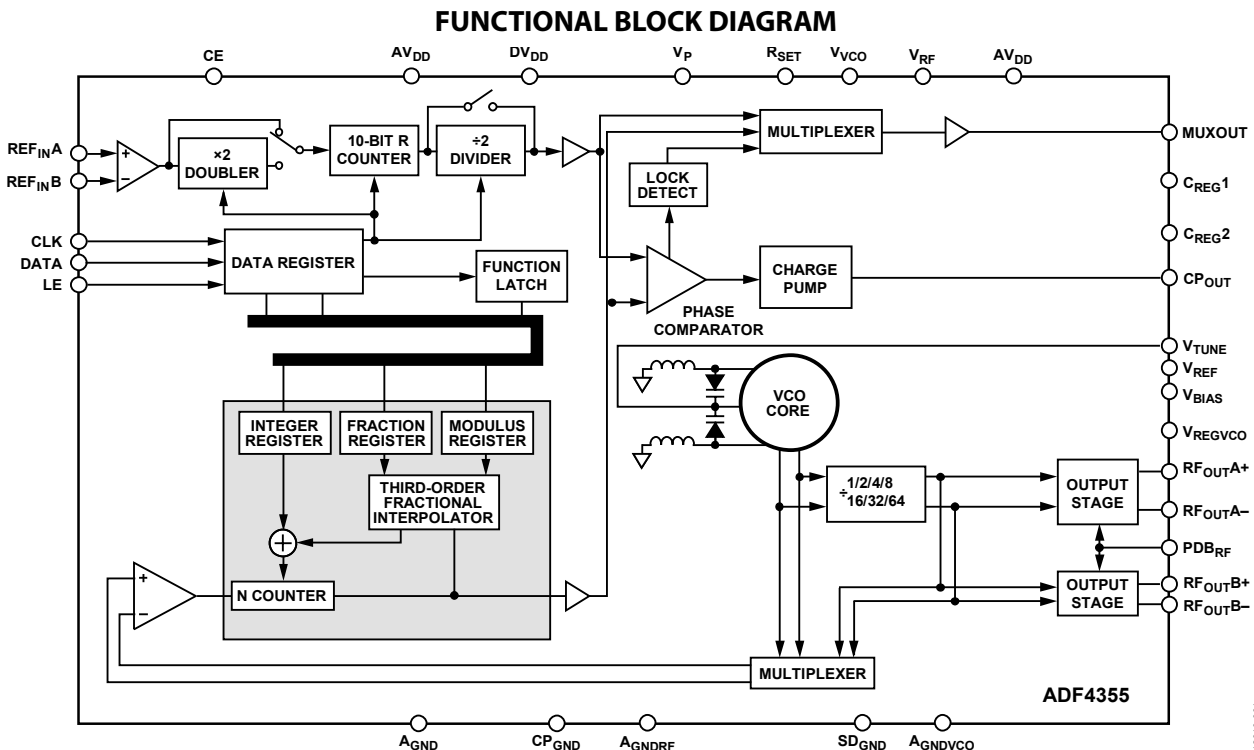 FUNCTIONAL BLOCK DIAGRAM
CE
AVDD
DVDD
VP
RSET
VVCO
VRF
AVDD
REFINA
REFINB
+
–
×2
DOUBLER
10-BIT R
COUNTER
÷2
DIVIDER
MULTIPLEXER
MUXOUT
LOCK
DETECT
CREG1
CREG2
CLK
DATA
LE
DATA REGISTER
FUNCTION
LATCH
PHASE
COMPARATOR
CHARGE
PUMP
CPOUT
VTUNE
VREF
VBIAS
VREGVCO
VCO
CORE
INTEGER
REGISTER
FRACTION
REGISTER
MODULUS
REGISTER
THIRD-ORDER
FRACTIONAL
INTERPOLATOR
+
N COUNTER
+
–
÷ 1/2/4/8
16/32/64
OUTPUT
STAGE
RFOUTA+
RFOUTA–
PDBRF
OUTPUT
STAGE
RFOUTB+
RFOUTB–
MULTIPLEXER
ADF4355
AGND
CPGND
AGNDRF
SDGND
AGNDVCO